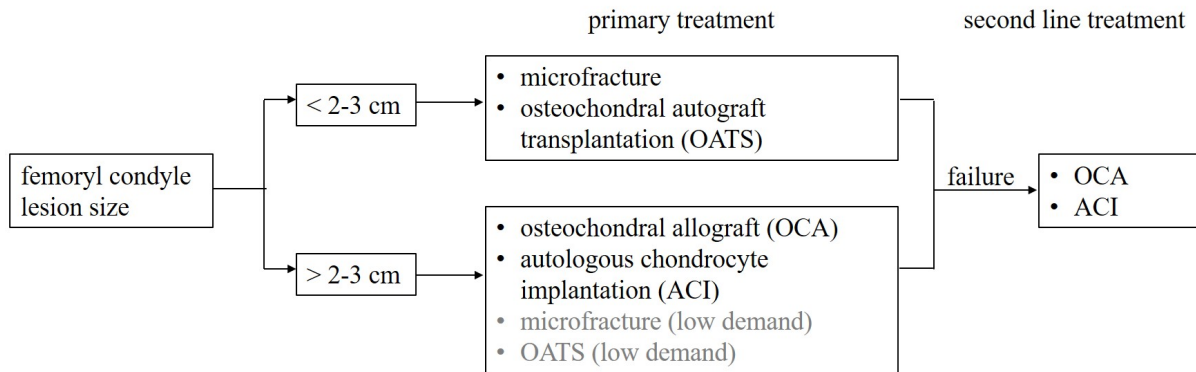 primary treatment
second line treatment
femoryl condyle
lesion size
< 2-3 cm
• microfracture
• osteochondral autograft
transplantation (OATS)
> 2-3 cm
• osteochondral allograft (OCA)
• autologous chondrocyte
implantation (ACI)
• microfracture (low demand)
• OATS (low demand)
failure
• OCA
• ACI